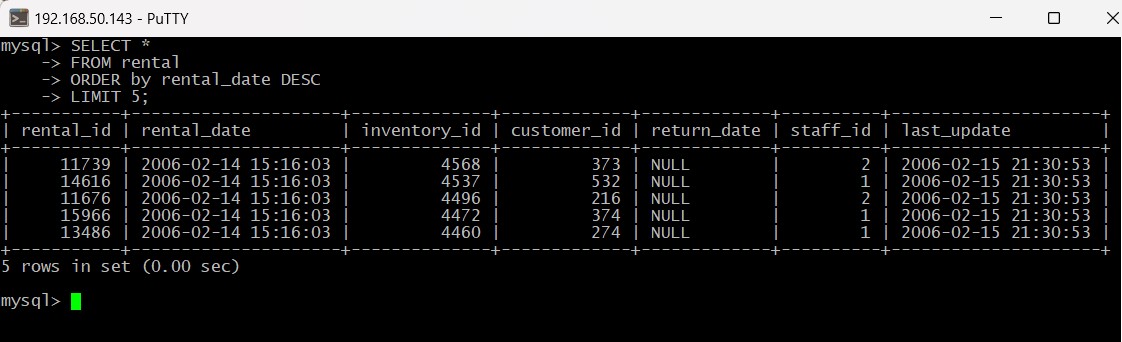 192.168.50.143 - PuTTY
mysql> SELECT *
    -> FROM rental
    -> ORDER by rental_date DESC
    -> LIMIT 5;
+-----------+---------------------+--------------+-------------+-------------+----------+---------------------+
| rental_id | rental_date         | inventory_id | customer_id | return_date | staff_id | last_update         |
+-----------+---------------------+--------------+-------------+-------------+----------+---------------------+
|     11739 | 2006-02-14 15:16:03 |         4568 |         373 | NULL        |        2 | 2006-02-15 21:30:53 |
|     14616 | 2006-02-14 15:16:03 |         4537 |         532 | NULL        |        1 | 2006-02-15 21:30:53 |
|     11676 | 2006-02-14 15:16:03 |         4496 |         216 | NULL        |        2 | 2006-02-15 21:30:53 |
|     15966 | 2006-02-14 15:16:03 |         4472 |         374 | NULL        |        1 | 2006-02-15 21:30:53 |
|     13486 | 2006-02-14 15:16:03 |         4460 |         274 | NULL        |        1 | 2006-02-15 21:30:53 |
+-----------+---------------------+--------------+-------------+-------------+----------+---------------------+
5 rows in set (0.00 sec)
mysql>